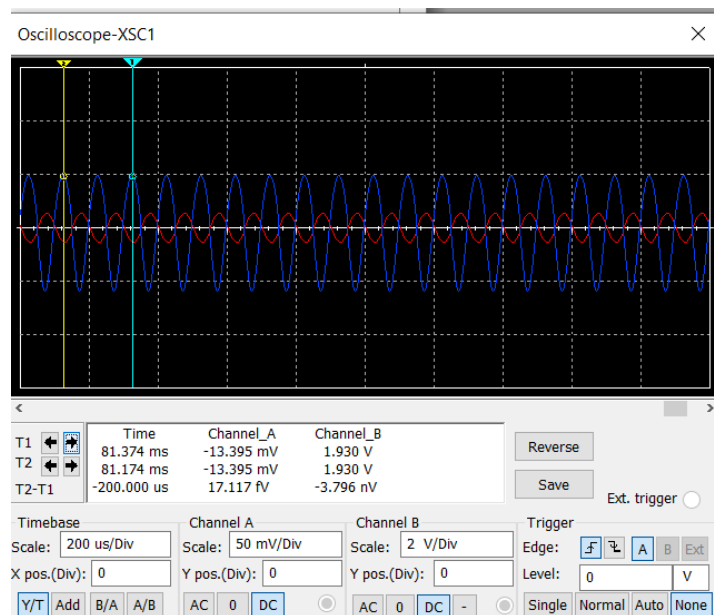 Oscilloscope-XSC1
2 1
T1 T2 T2-T1
Time Channel_A Channel_B
81.374 ms -13.395 mV 1.930 V
81.174 ms -13.395 mV 1.930 V
-200.000 us 17.117 fV -3.796 nV
Reverse
Save
Ext. trigger
Timebase Channel A Channel B Trigger
Scale: 200 us/Div Scale: 50 mV/Div Scale: 2 V/Div Edge: A B Ext
X pos.(Div): 0 Y pos.(Div): 0 Y pos.(Div): 0 Level: 0 V
Y/T Add B/A A/B AC 0 DC AC 0 DC - Single Normal Auto None